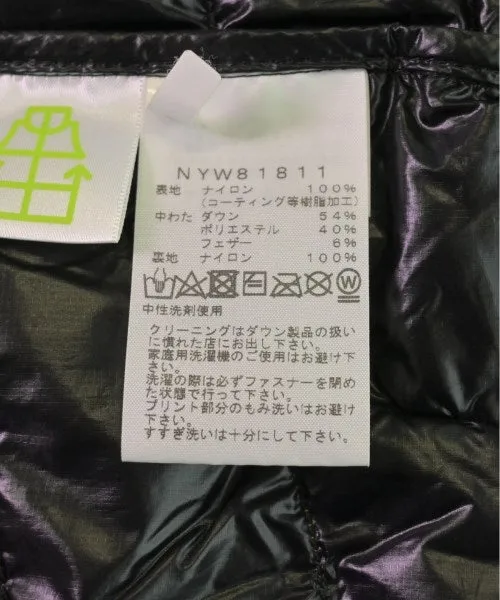 NYW81811
表地 ナイロン 100%
(コーティング等樹脂加工)
中わた ダウン 54%
ポリエステル 40%
フェザー 6%
裏地 ナイロン 100%
W
中性洗剤使用
クリーニングはダウン製品の扱い
に慣れた店にお出し下さい。
家庭用洗濯機のご使用はお避け下
さい。
洗濯の際は必ずファスナーを閉め
た状態で行って下さい。
プリント部分のもみ洗いはお避け
下さい。
すすぎ洗いは十分にして下さい。